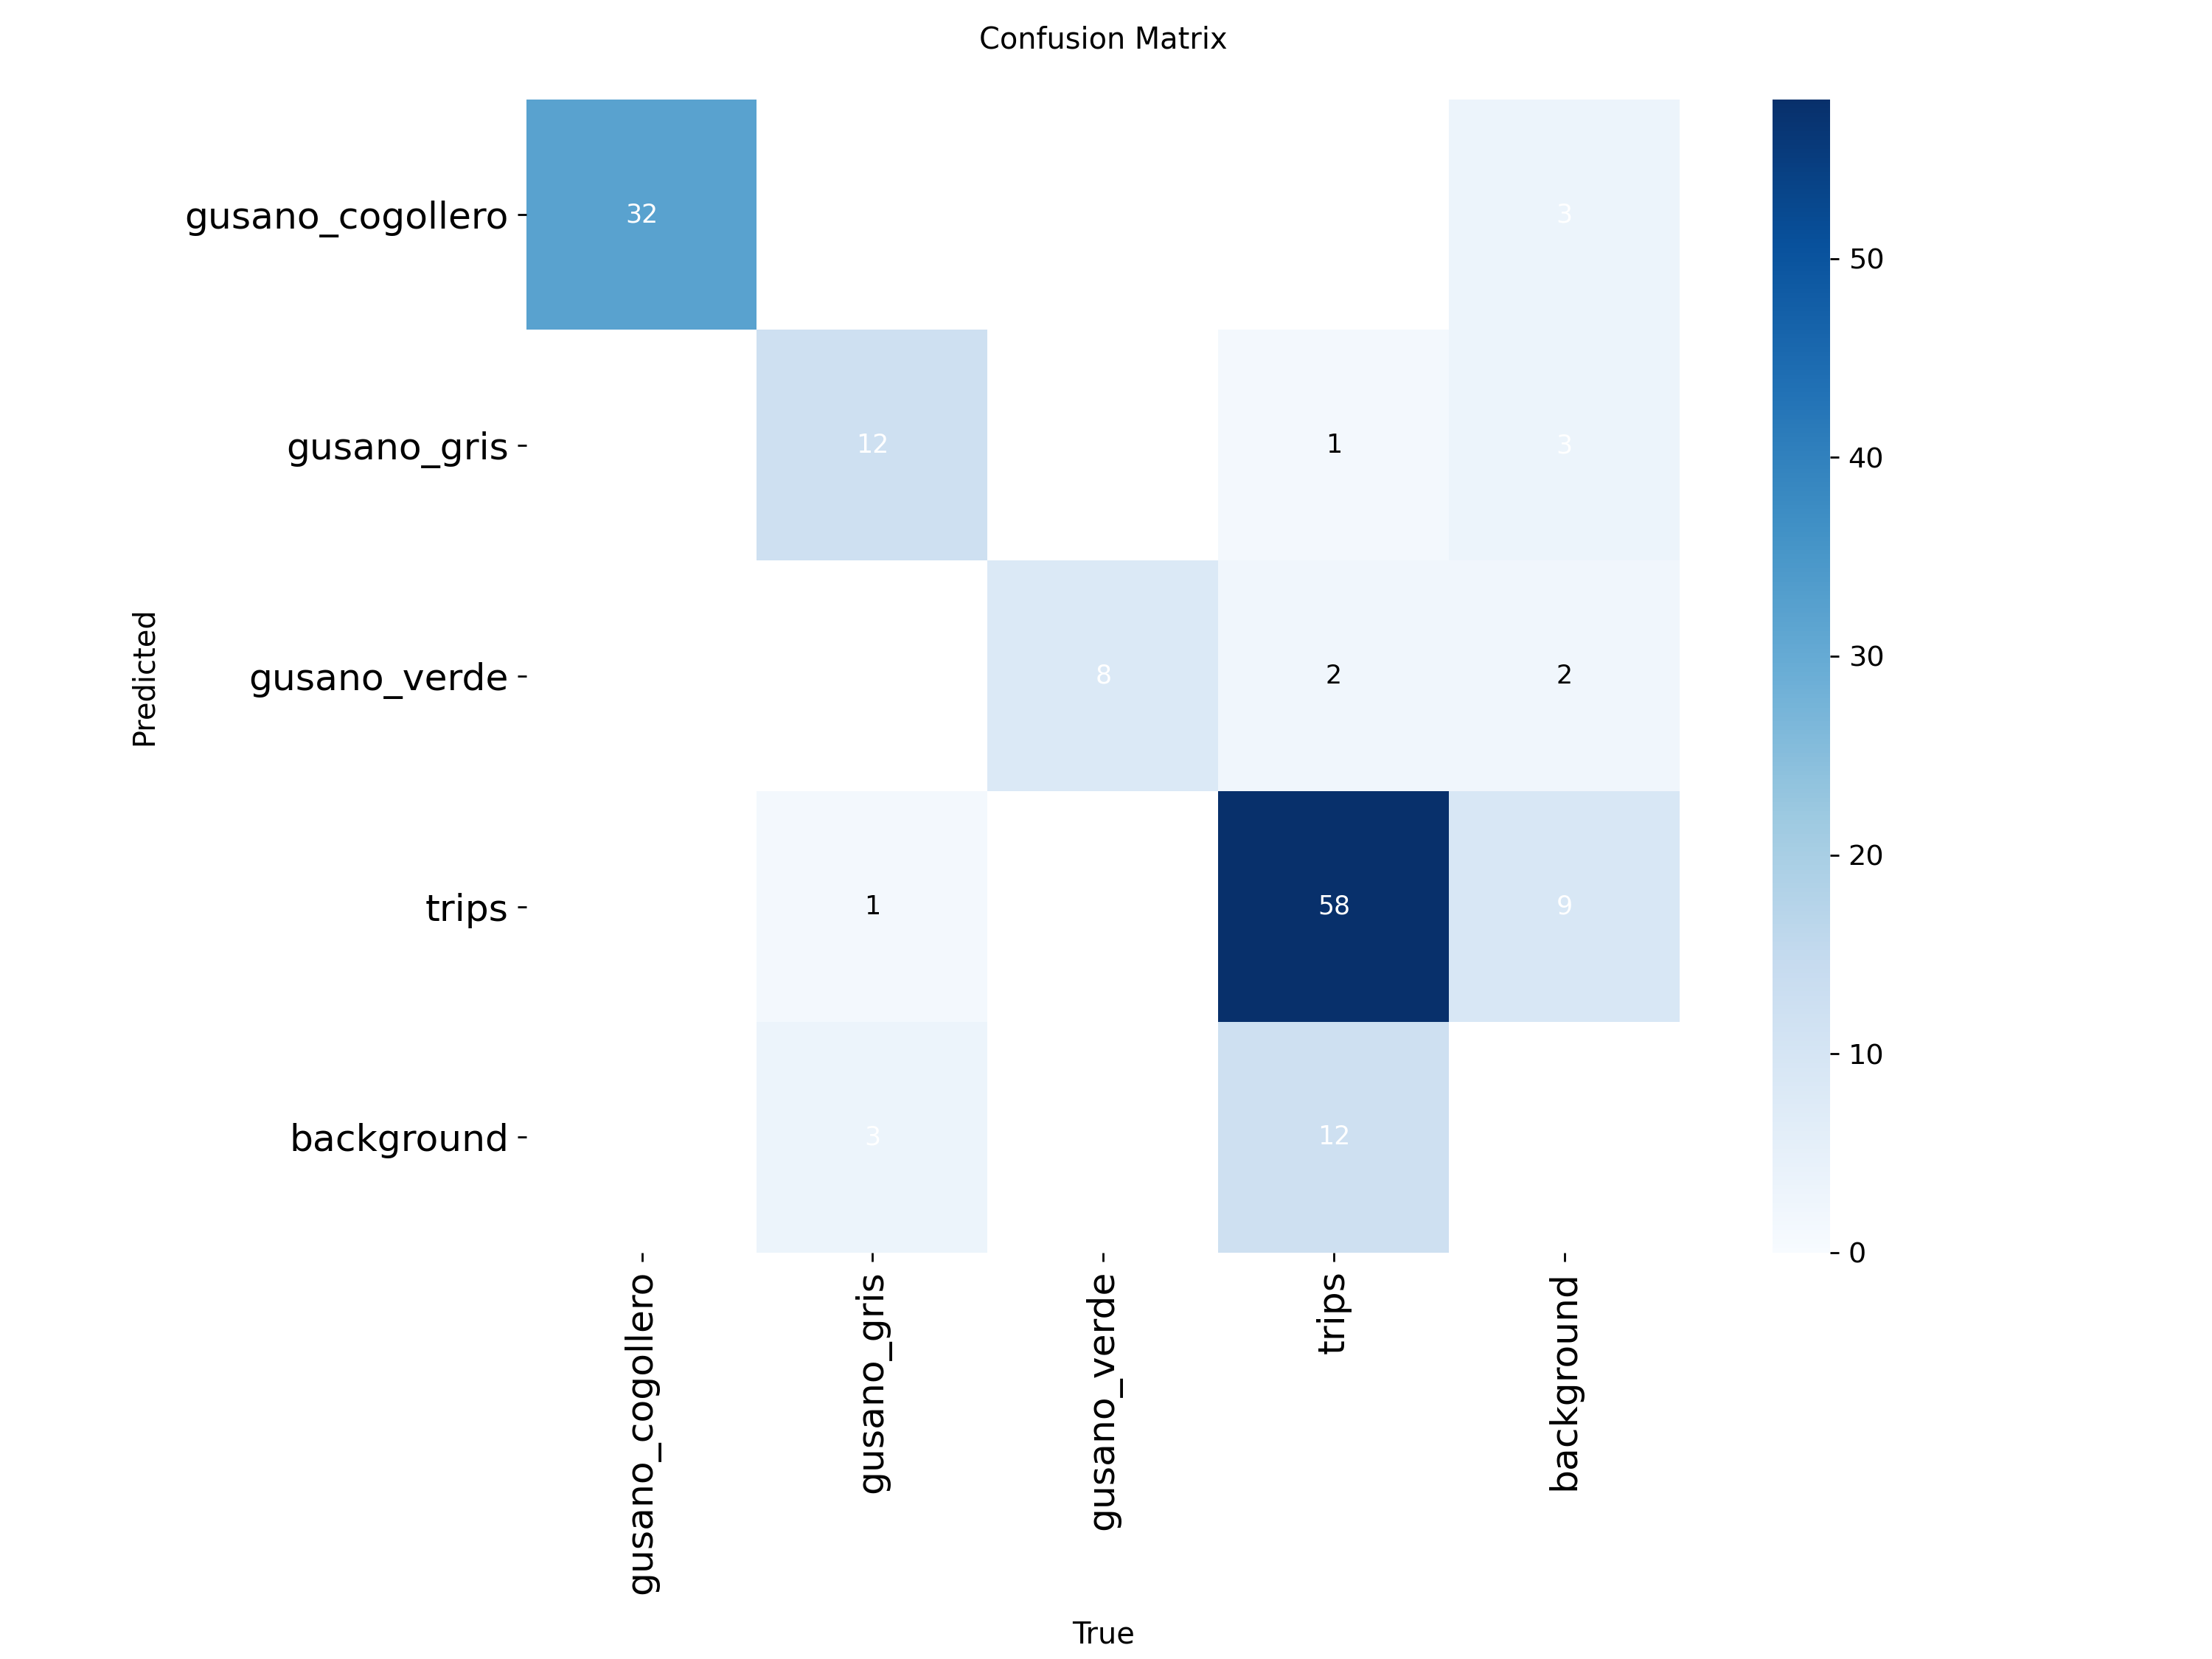 Confusion Matrix
gusano_cogollero
32
3
gusano_gris
12
1
3
gusano_verde
8
2
2
trips
1
58
9
background
3
12
Predicted
gusano_cogollero
gusano_gris
gusano_verde
trips
background
True
50
40
30
20
10
0